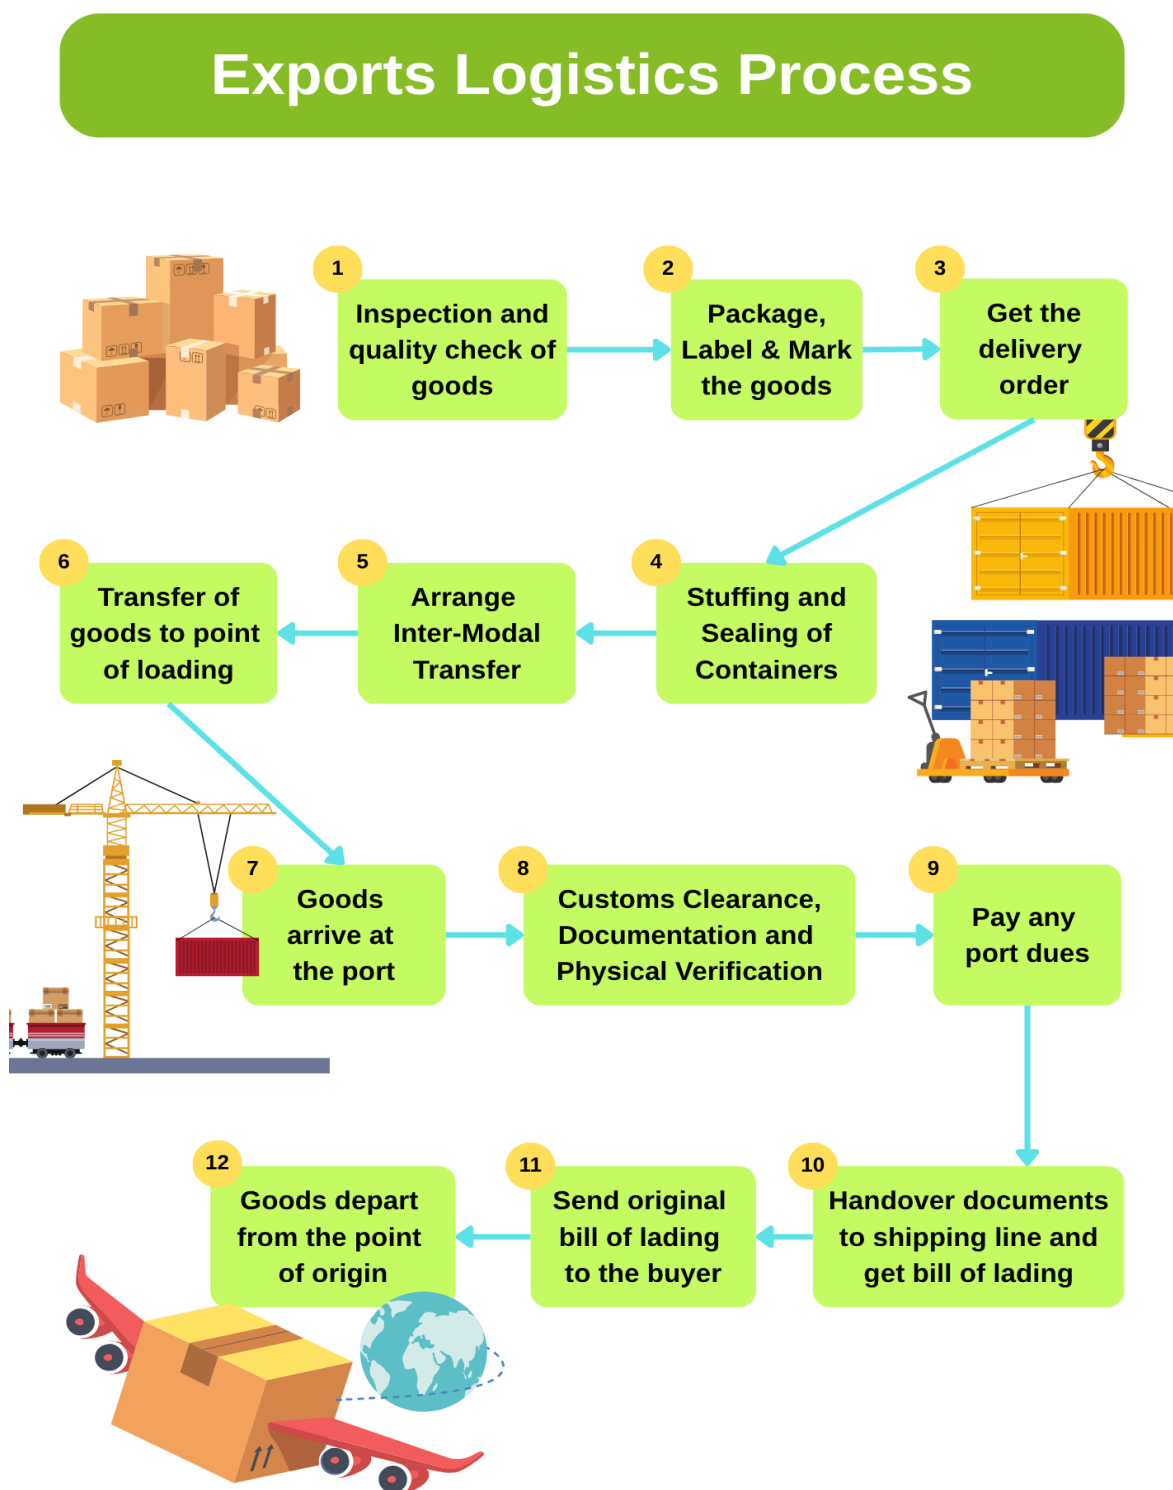 Exports Logistics Process
1
Inspection and
quality check of
goods
2
Package,
Label & Mark
the goods
3
Get the
delivery
order
4
Stuffing and
Sealing of
Containers
5
Arrange
Inter-Modal
Transfer
6
Transfer of
goods to point
of loading
7
Goods
arrive at
the port
8
Customs Clearance,
Documentation and
Physical Verification
9
Pay any
port dues
10
Handover documents
to shipping line and
get bill of lading
11
Send original
bill of lading
to the buyer
12
Goods depart
from the point
of origin